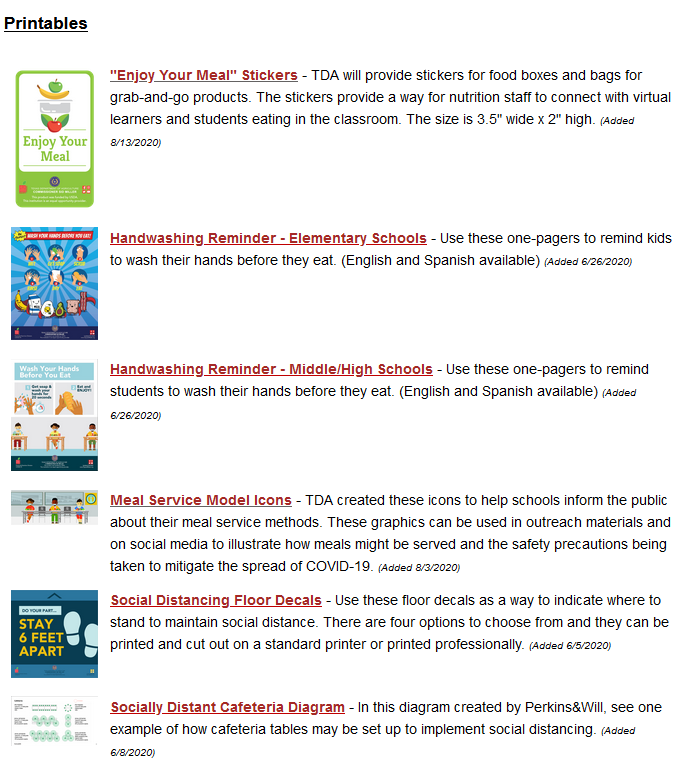 Printables
"Enjoy Your Meal" Stickers - TDA will provide stickers for food boxes and bags for
grab-and-go products. The stickers provide a way for nutrition staff to connect with virtual
learners and students eating in the classroom. The size is 3.5" wide x 2" high. (Added
8/13/2020)
Enjoy Your
Meal
Handwashing Reminder - Elementary Schools - Use these one-pagers to remind kids
to wash their hands before they eat. (English and Spanish available) (Added 6/26/2020)
WASH YOUR HANDS BEFORE YOU EAT!
Handwashing Reminder - Middle/High Schools - Use these one-pagers to remind
students to wash their hands before they eat. (English and Spanish available) (Added
6/26/2020)
Wash Your Hands
Before You Eat
Get soap &
wash your
hands for
20 seconds
Eat and
ENJOY!
Meal Service Model Icons - TDA created these icons to help schools inform the public
about their meal service methods. These graphics can be used in outreach materials and
on social media to illustrate how meals might be served and the safety precautions being
taken to mitigate the spread of COVID-19. (Added 8/3/2020)
Social Distancing Floor Decals - Use these floor decals as a way to indicate where to
stand to maintain social distance. There are four options to choose from and they can be
printed and cut out on a standard printer or printed professionally. (Added 6/5/2020)
DO YOUR PART...
STAY
6 FEET
APART
Socially Distant Cafeteria Diagram - In this diagram created by Perkins&Will, see one
example of how cafeteria tables may be set up to implement social distancing. (Added
6/8/2020)